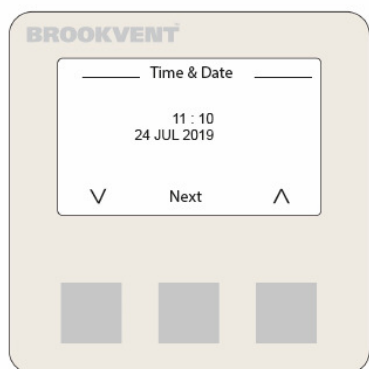 BROOKVENT
Time & Date
11 : 10
24 JUL 2019
∨ Next ∧